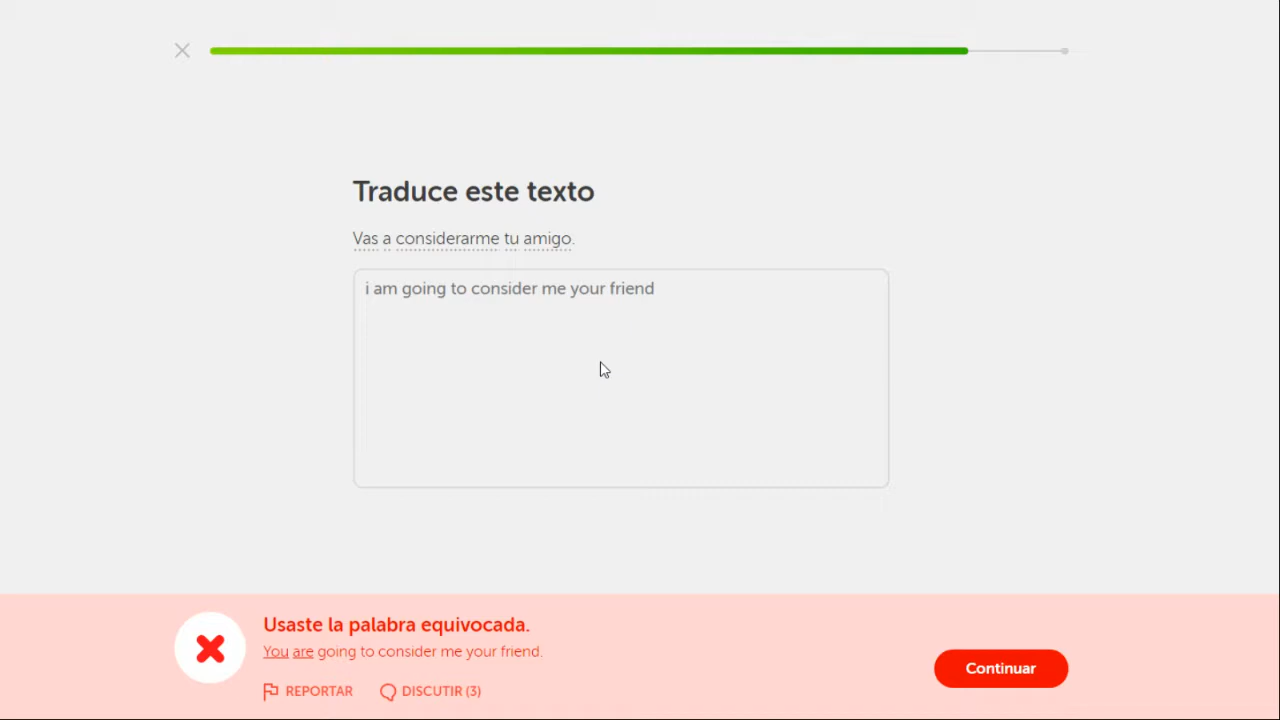 Traduce este texto
Vas a considerarme tu amigo.
i am going to consider me your friend
Usaste la palabra equivocada.
You are going to consider me your friend.
REPORTAR DISCUTIR (3)
Continuar